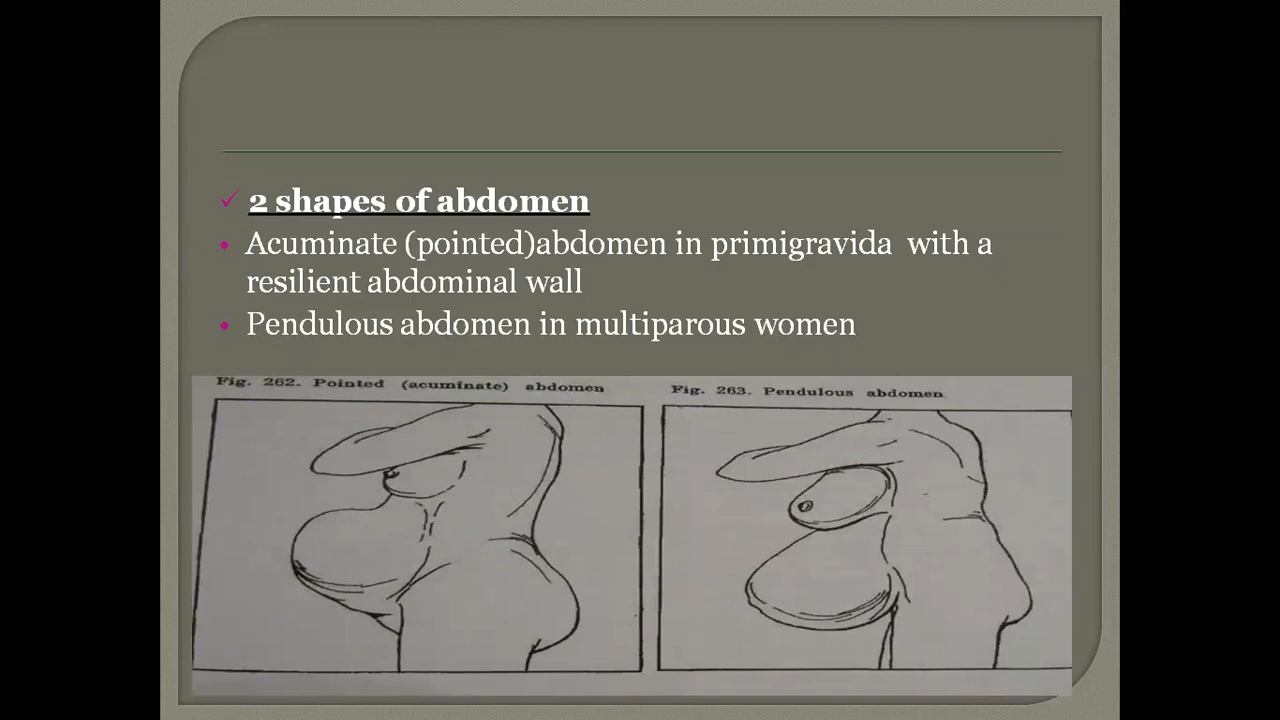 2 shapes of abdomen
Acuminate (pointed)abdomen in primigravida with a
resilient abdominal wall
Pendulous abdomen in multiparous women
Fig. 262. Pointed (acuminate) abdomen
Fig. 263. Pendulous abdomen